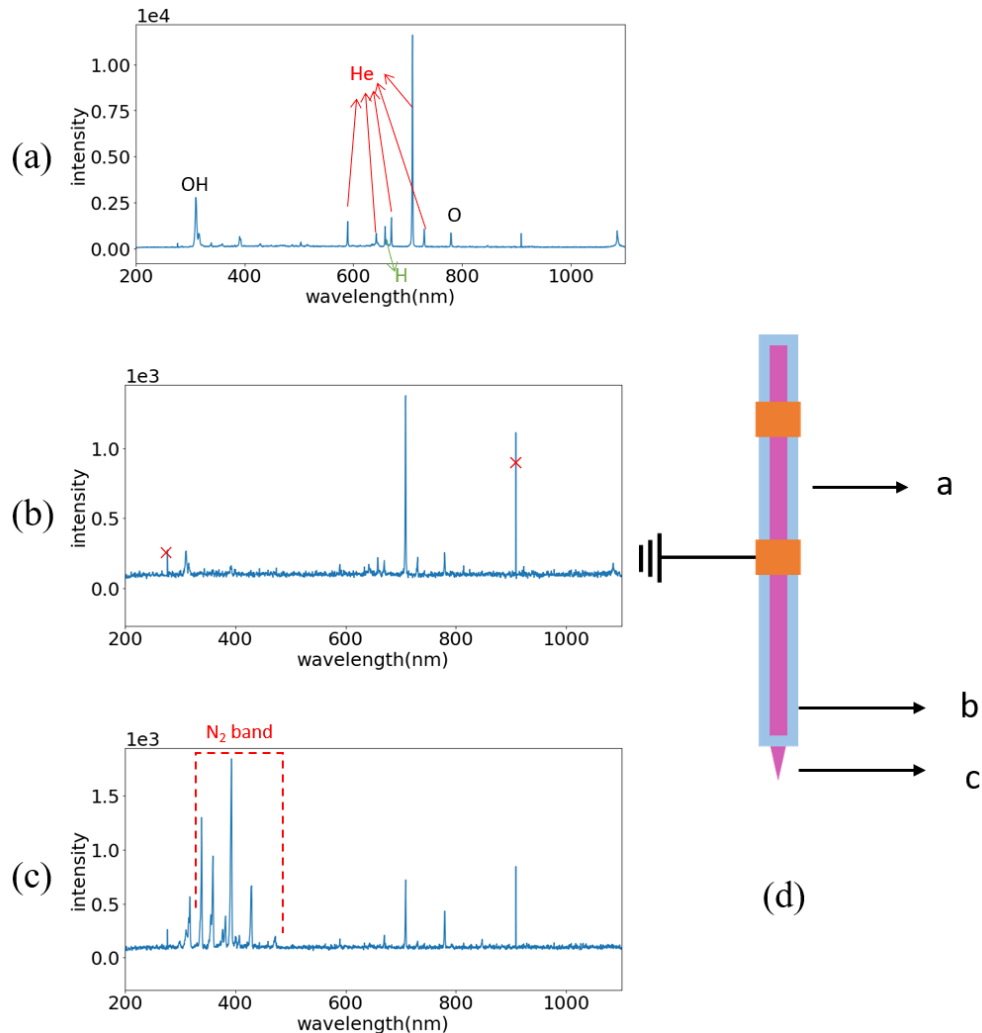 (a)
1e4
intensity
1.00
0.75
0.50
0.25
0.00
He
OH
O
H
200 400 600 800 1000
wavelength(nm)
(b)
1e3
intensity
1.0
0.5
0.0
200 400 600 800 1000
wavelength(nm)
(c)
N₂ band
1e3
intensity
1.5
1.0
0.5
0.0
200 400 600 800 1000
wavelength(nm)
a
b
c
(d)